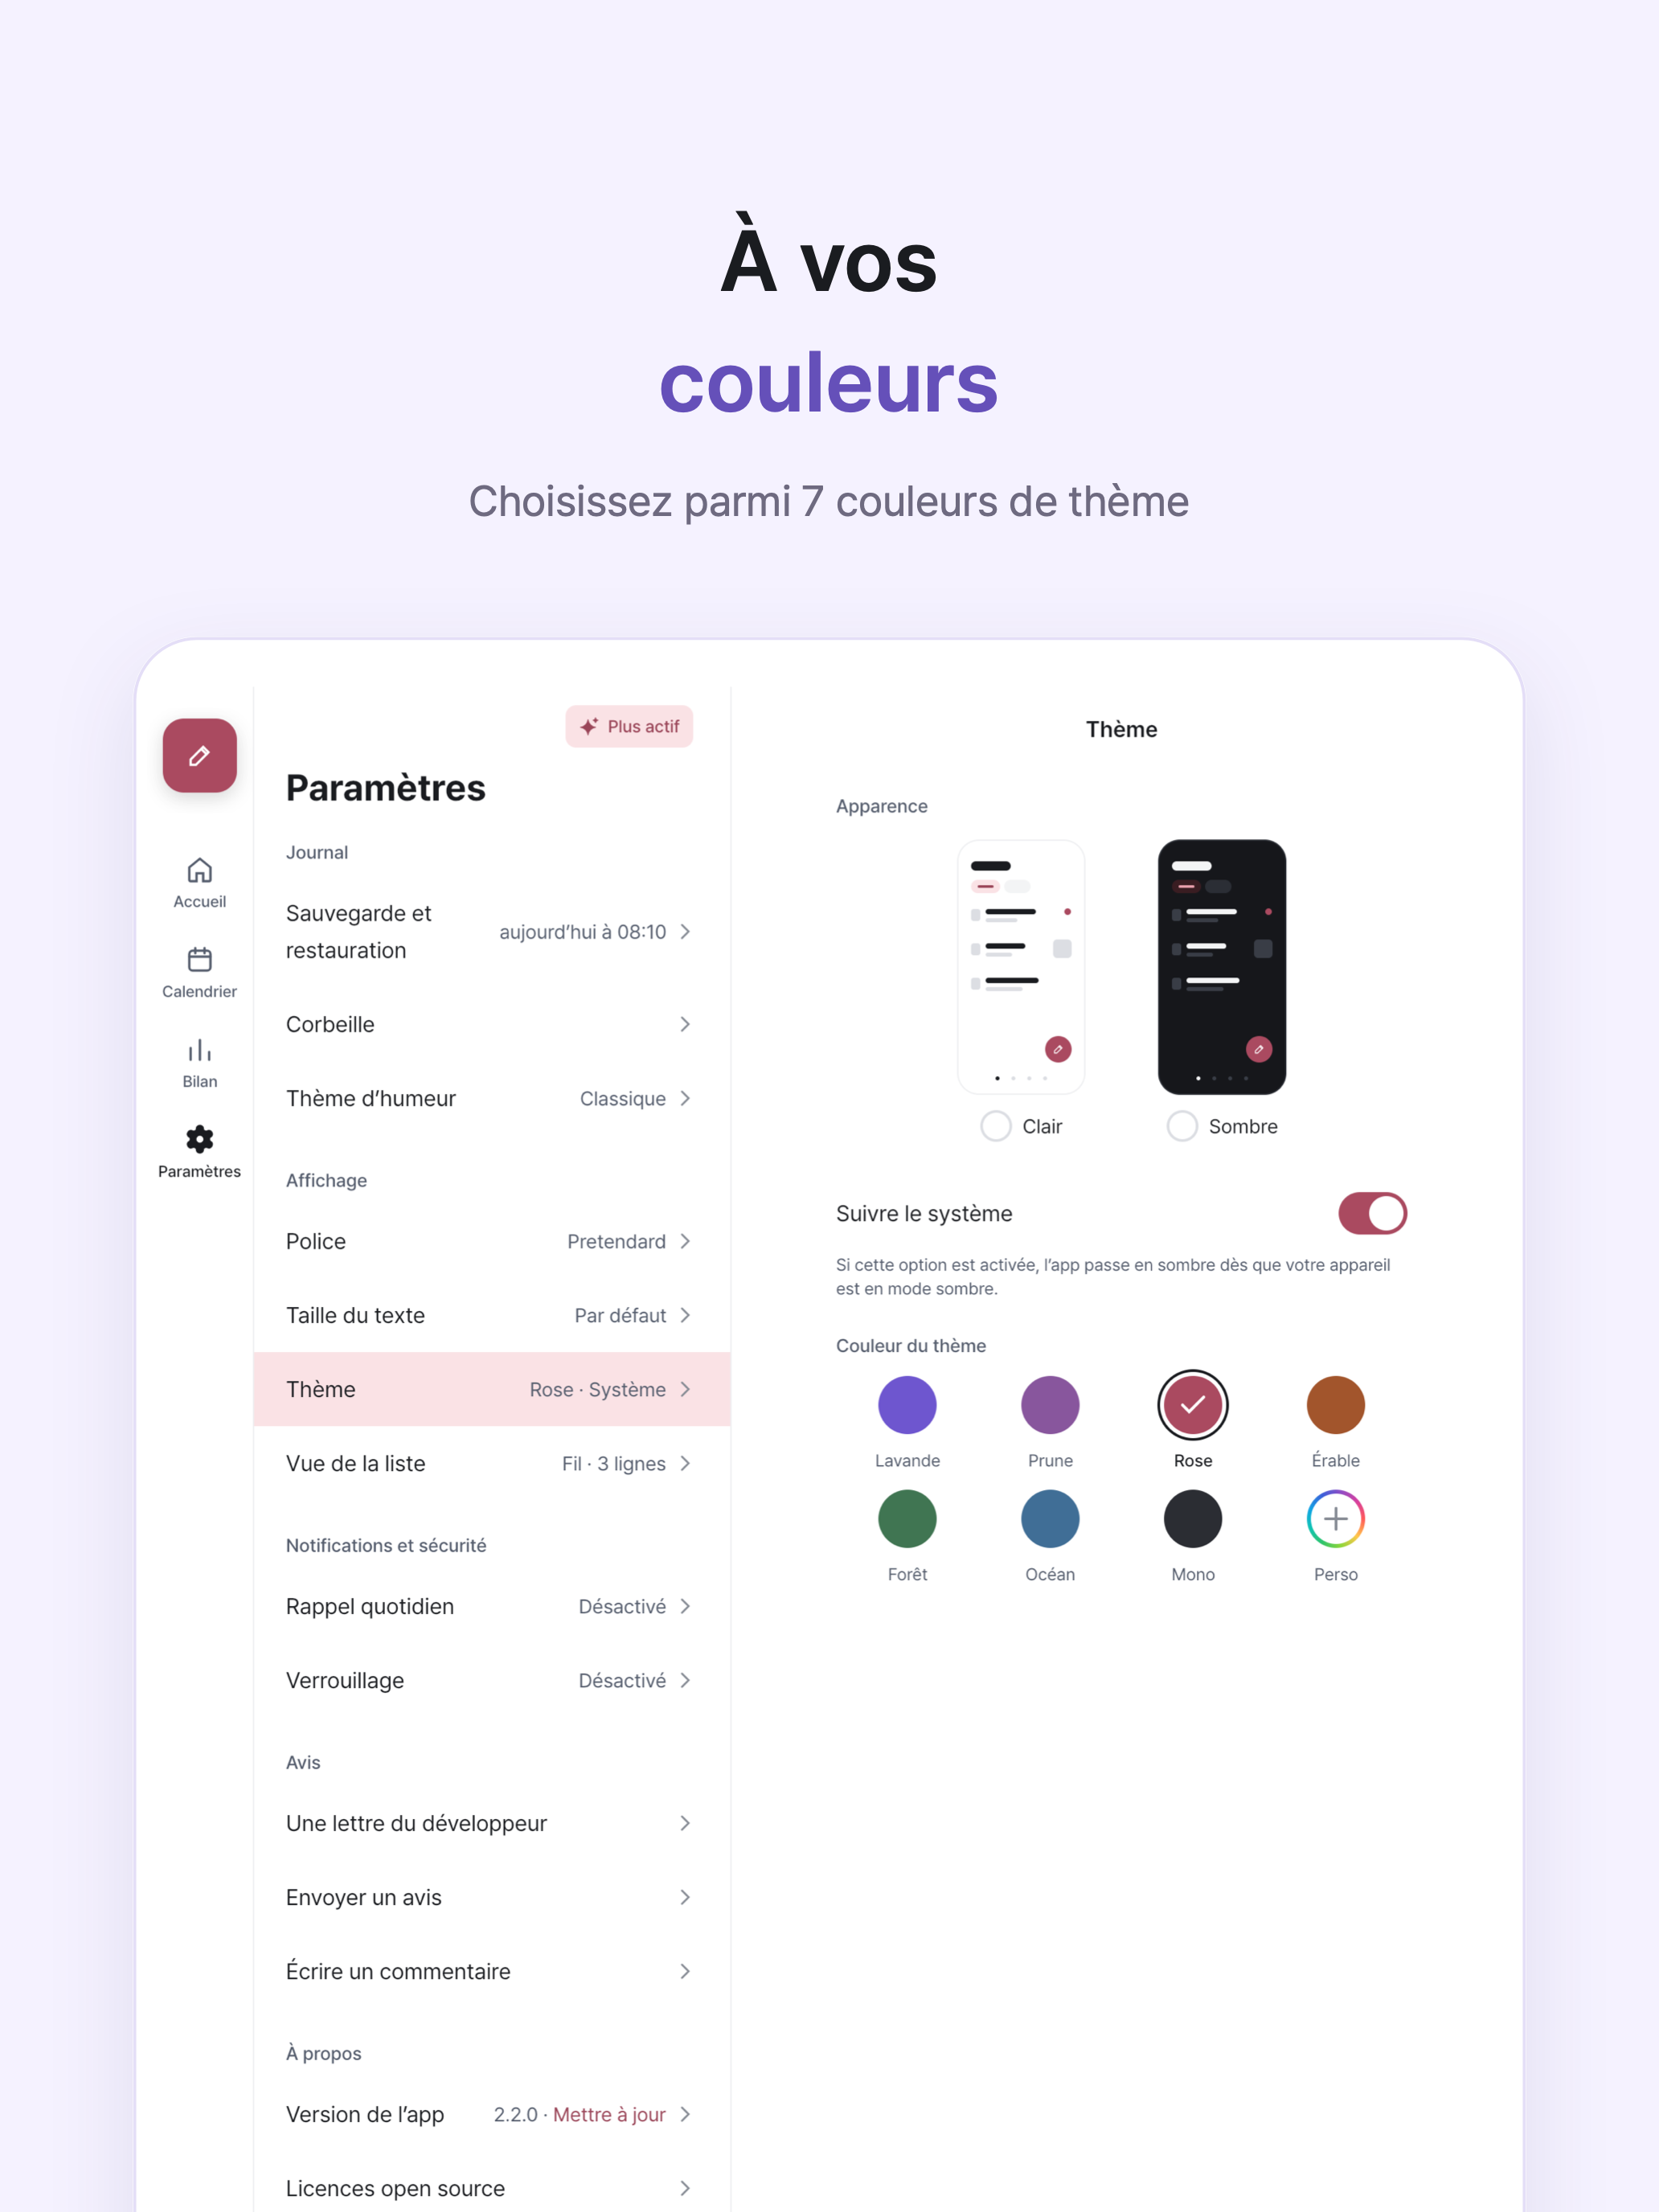 À vos
couleurs
Choisissez parmi 7 couleurs de thème
Accueil
Calendrier
Bilan
Paramètres
Plus actif
Paramètres
Journal
Sauvegarde et
restauration
aujourd’hui à 08:10
Corbeille
Thème d’humeur
Classique
Affichage
Police
Pretendard
Taille du texte
Par défaut
Thème
Rose · Système
Vue de la liste
Fil · 3 lignes
Notifications et sécurité
Rappel quotidien
Désactivé
Verrouillage
Désactivé
Avis
Une lettre du développeur
Envoyer un avis
Écrire un commentaire
À propos
Version de l’app
2.2.0 · Mettre à jour
Licences open source
Thème
Apparence
Clair
Sombre
Suivre le système
Si cette option est activée, l’app passe en sombre dès que votre appareil
est en mode sombre.
Couleur du thème
Lavande
Prune
Rose
Érable
Forêt
Océan
Mono
Perso